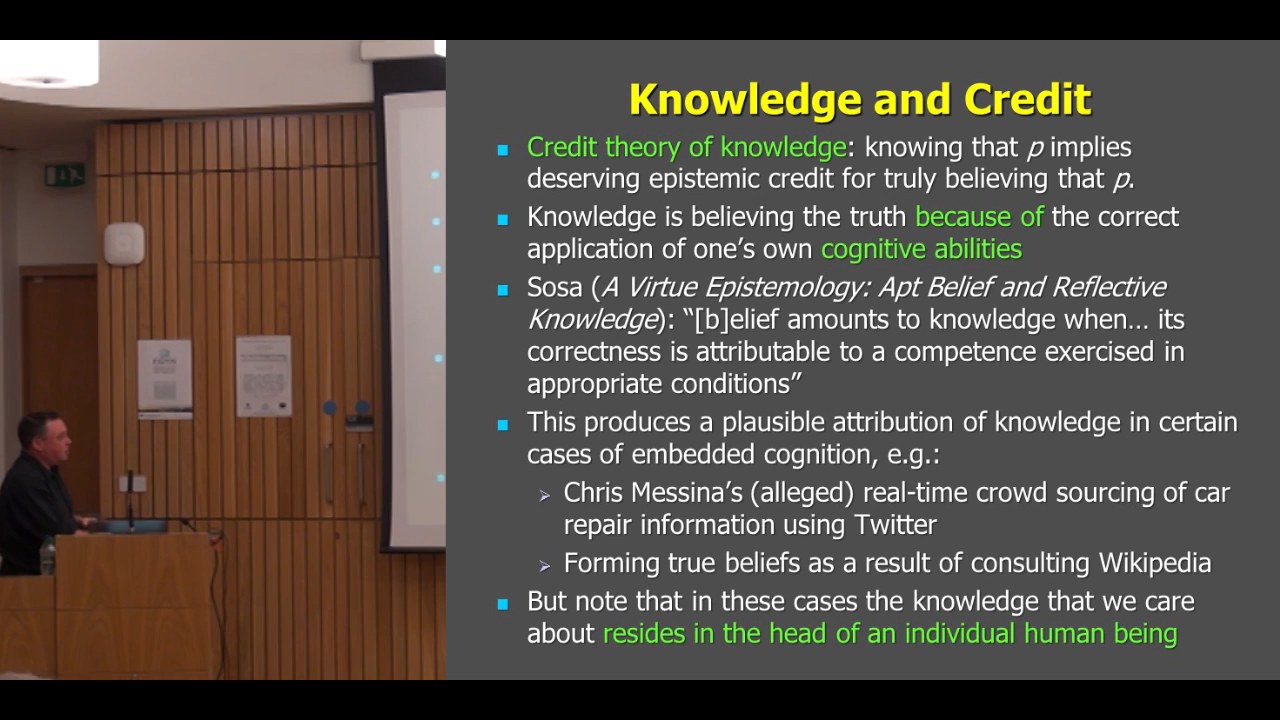 Knowledge and Credit
Credit theory of knowledge: knowing that p implies
deserving epistemic credit for truly believing that p.
Knowledge is believing the truth because of the correct
application of one's own cognitive abilities
Sosa (A Virtue Epistemology: Apt Belief and Reflective
Knowledge): “[b]elief amounts to knowledge when... its
correctness is attributable to a competence exercised in
appropriate conditions”
This produces a plausible attribution of knowledge in certain
cases of embedded cognition, e.g.:
Chris Messina's (alleged) real-time crowd sourcing of car
repair information using Twitter
Forming true beliefs as a result of consulting Wikipedia
But note that in these cases the knowledge that we care
about resides in the head of an individual human being